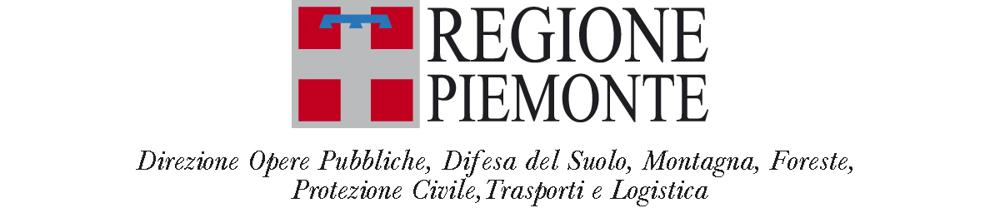 REGIONE
PIEMONTE
Direzione Opere Pubbliche, Difesa del Suolo, Montagna, Foreste,
Protezione Civile,Trasporti e Logistica